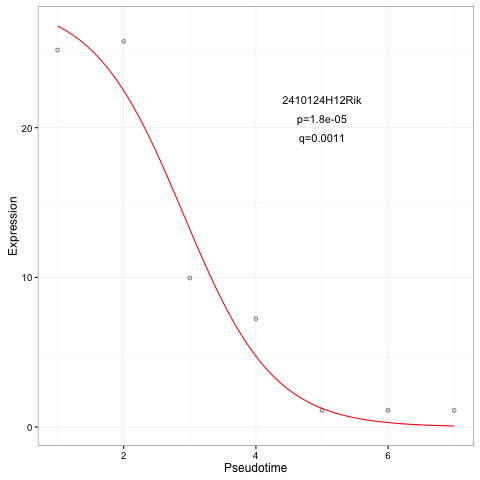 2410124H12Rik
p=1.8e-05
q=0.0011
20
10
0
Expression
2
4
6
Pseudotime